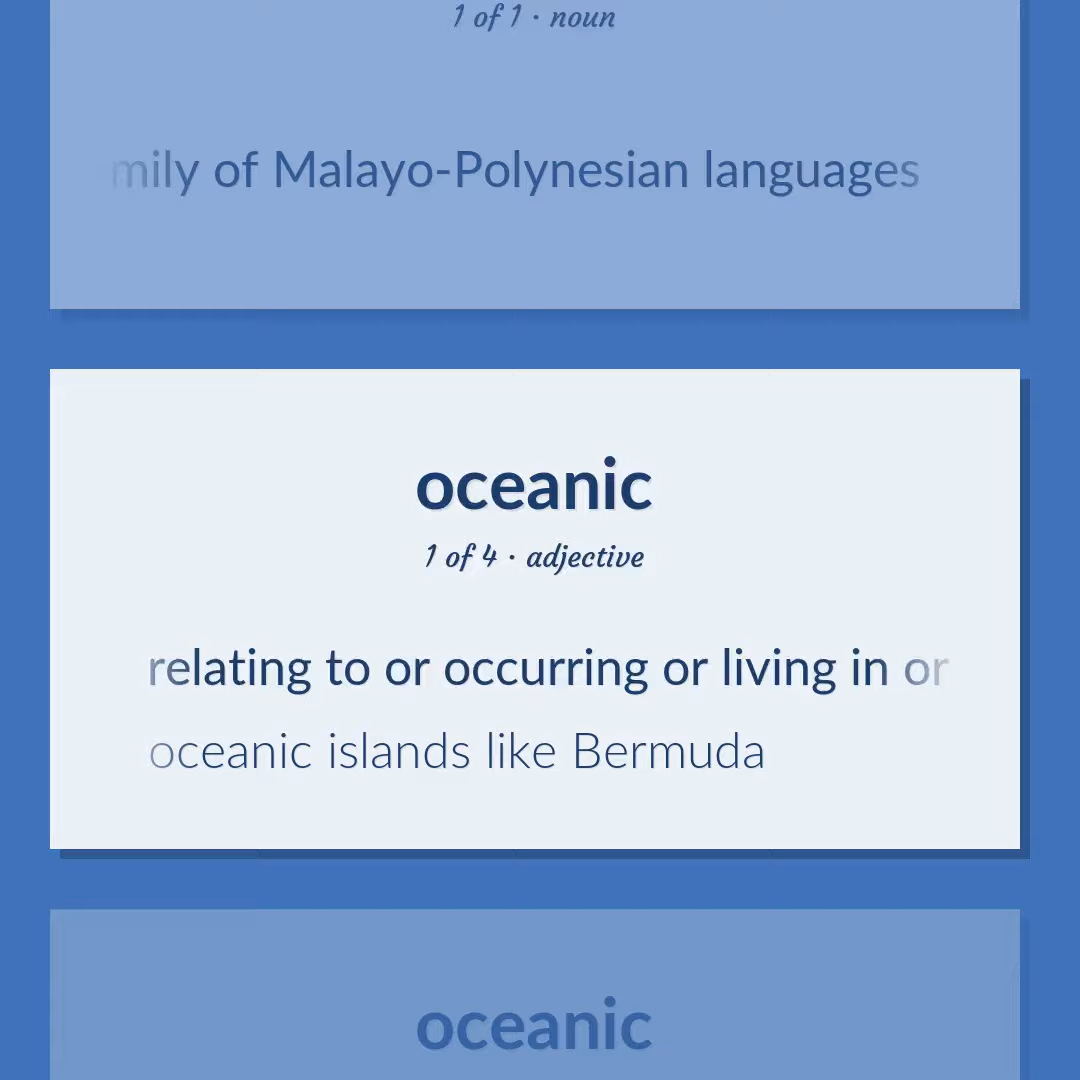 1 of 1 · noun
mily of Malayo-Polynesian languages
oceanic
1 of 4 · adjective
relating to or occurring or living in or
oceanic islands like Bermuda
oceanic